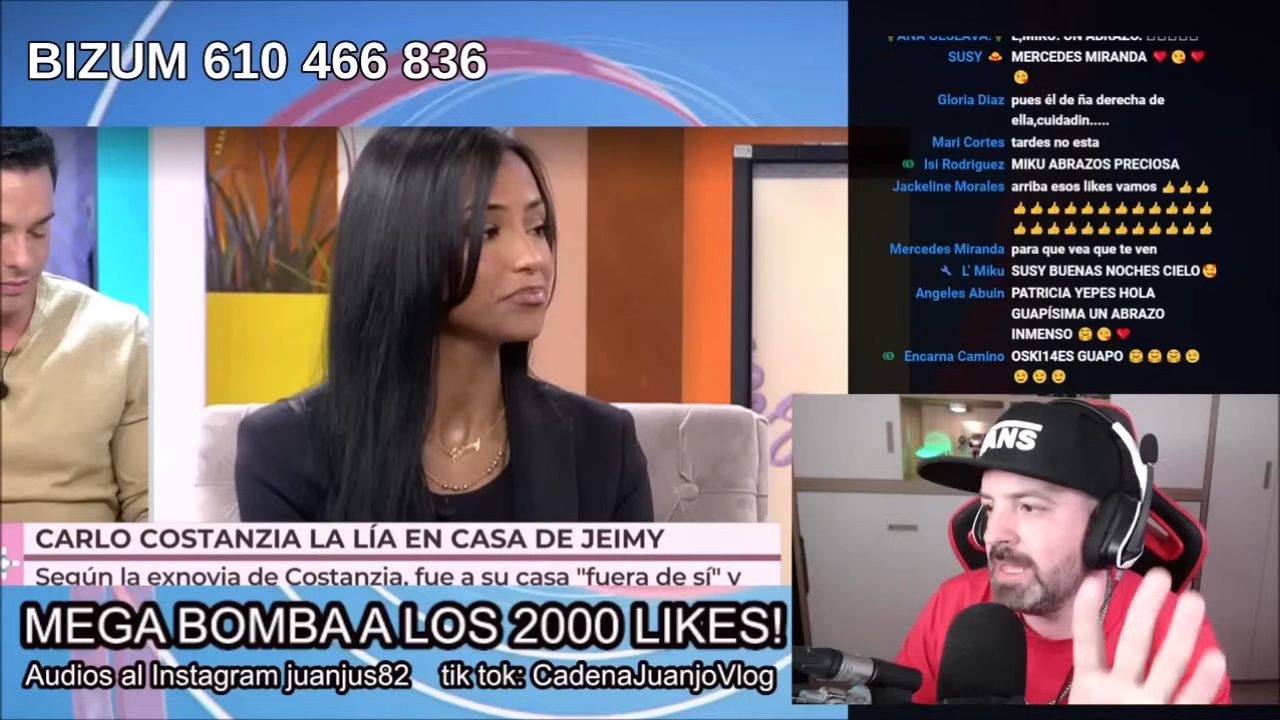 BIZUM 610 466 836
SUSY MERCEDES MIRANDA ❤️ 😘 ❤️
😘
Gloria Diaz pues él de ña derecha de
ella,cuidadin.....
Mari Cortes tardes no esta
Isi Rodriguez MIKU ABRAZOS PRECIOSA
Jackeline Morales arriba esos likes vamos 👍👍👍
👍👍👍👍👍👍👍👍👍👍👍👍
👍👍👍👍👍👍👍👍👍👍👍👍
Mercedes Miranda para que vea que te ven
L' Miku SUSY BUENAS NOCHES CIELO🥰
Angeles Abuin PATRICIA YEPES HOLA
GUAPÍSIMA UN ABRAZO
INMENSO 🤗 😘 ❤️
Encarna Camino OSKI14ES GUAPO 🤗 🤗 🤗 😉
😉 😉 😉
VANS
CARLO COSTANZIA LA LÍA EN CASA DE JEIMY
Según la exnovia de Costanzia, fue a su casa "fuera de sí" y
MEGA BOMBA A LOS 2000 LIKES!
Audios al Instagram juanjus82 tik tok: CadenaJuanjoVlog